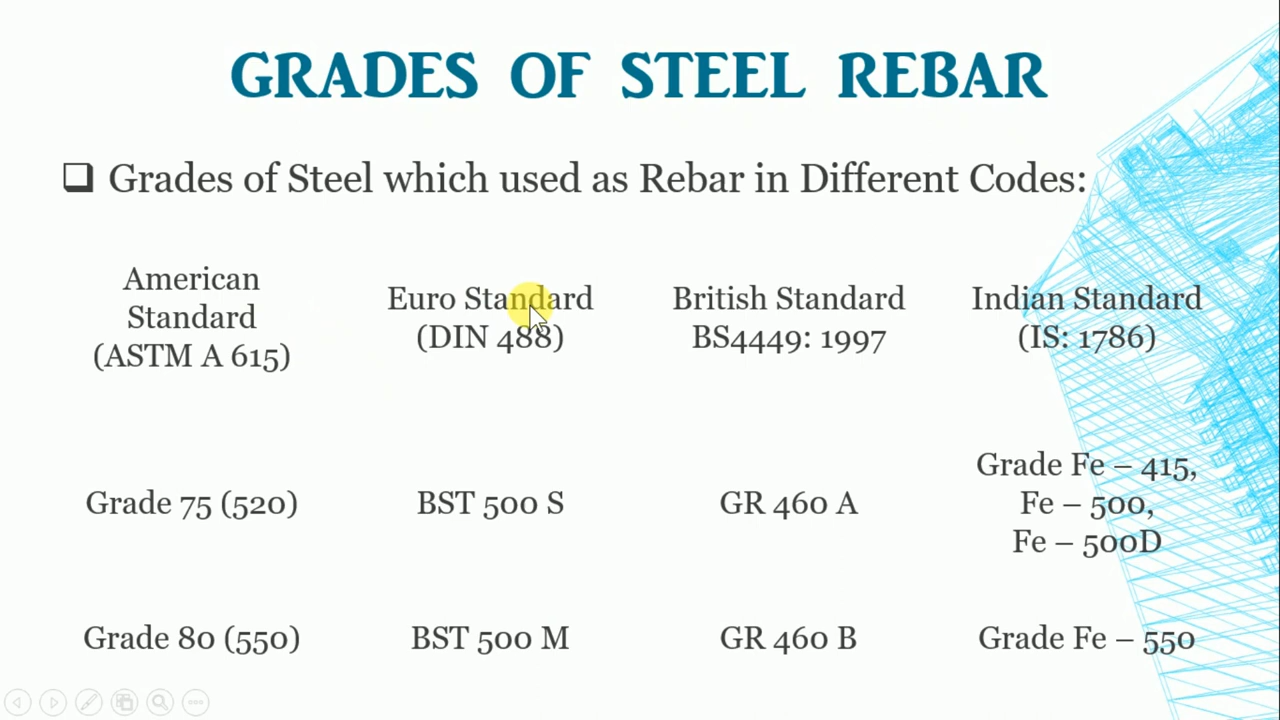 GRADES OF STEEL REBAR
❑ Grades of Steel which used as Rebar in Different Codes:
American
Standard
(ASTM A 615)
Euro Standard
(DIN 488)
British Standard
BS4449: 1997
Indian Standard
(IS: 1786)
Grade 75 (520)
BST 500 S
GR 460 A
Grade Fe – 415,
Fe – 500,
Fe – 500D
Grade 80 (550)
BST 500 M
GR 460 B
Grade Fe – 550